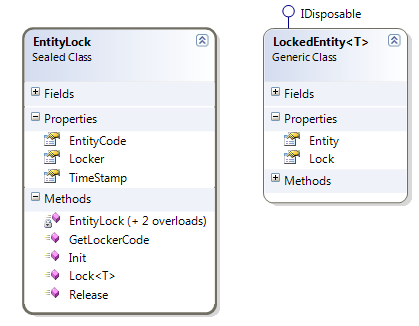 EntityLock
Sealed Class
Fields
Properties
EntityCode
Locker
TimeStamp
Methods
EntityLock (+ 2 overloads)
GetLockerCode
Init
Lock<T>
Release
IDisposable
LockedEntity<T>
Generic Class
Fields
Properties
Entity
Lock
Methods